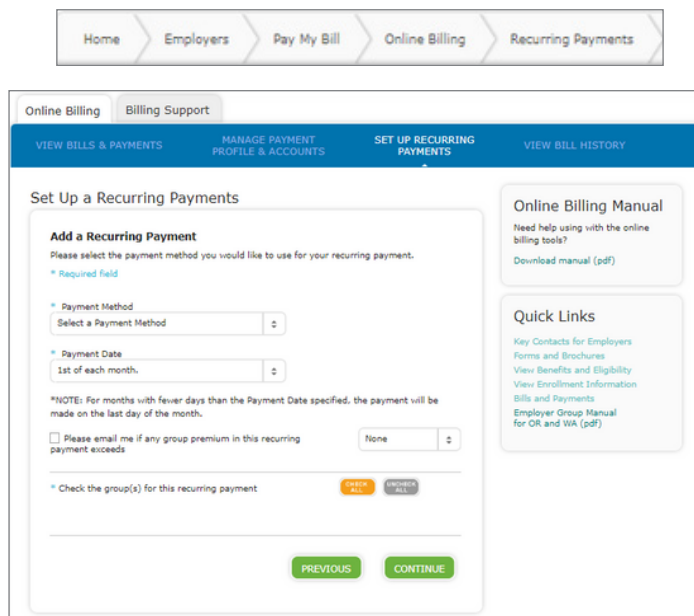 Home Employers Pay My Bill Online Billing Recurring Payments
Online Billing Billing Support
VIEW BILLS & PAYMENTS
MANAGE PAYMENT
PROFILE & ACCOUNTS
SET UP RECURRING
PAYMENTS
VIEW BILL HISTORY
Set Up a Recurring Payments
Add a Recurring Payment
Please select the payment method you would like to use for your recurring payment.
* Required field
* Payment Method
Select a Payment Method
* Payment Date
1st of each month.
*NOTE: For months with fewer days than the Payment Date specified, the payment will be
made on the last day of the month.
Please email me if any group premium in this recurring
payment exceeds
None
* Check the group(s) for this recurring payment
CHECK
ALL
UNCHECK
ALL
PREVIOUS CONTINUE
Online Billing Manual
Need help using with the online
billing tools?
Download manual (pdf)
Quick Links
Key Contacts for Employers
Forms and Brochures
View Benefits and Eligibility
View Enrollment Information
Bills and Payments
Employer Group Manual
for OR and WA (pdf)